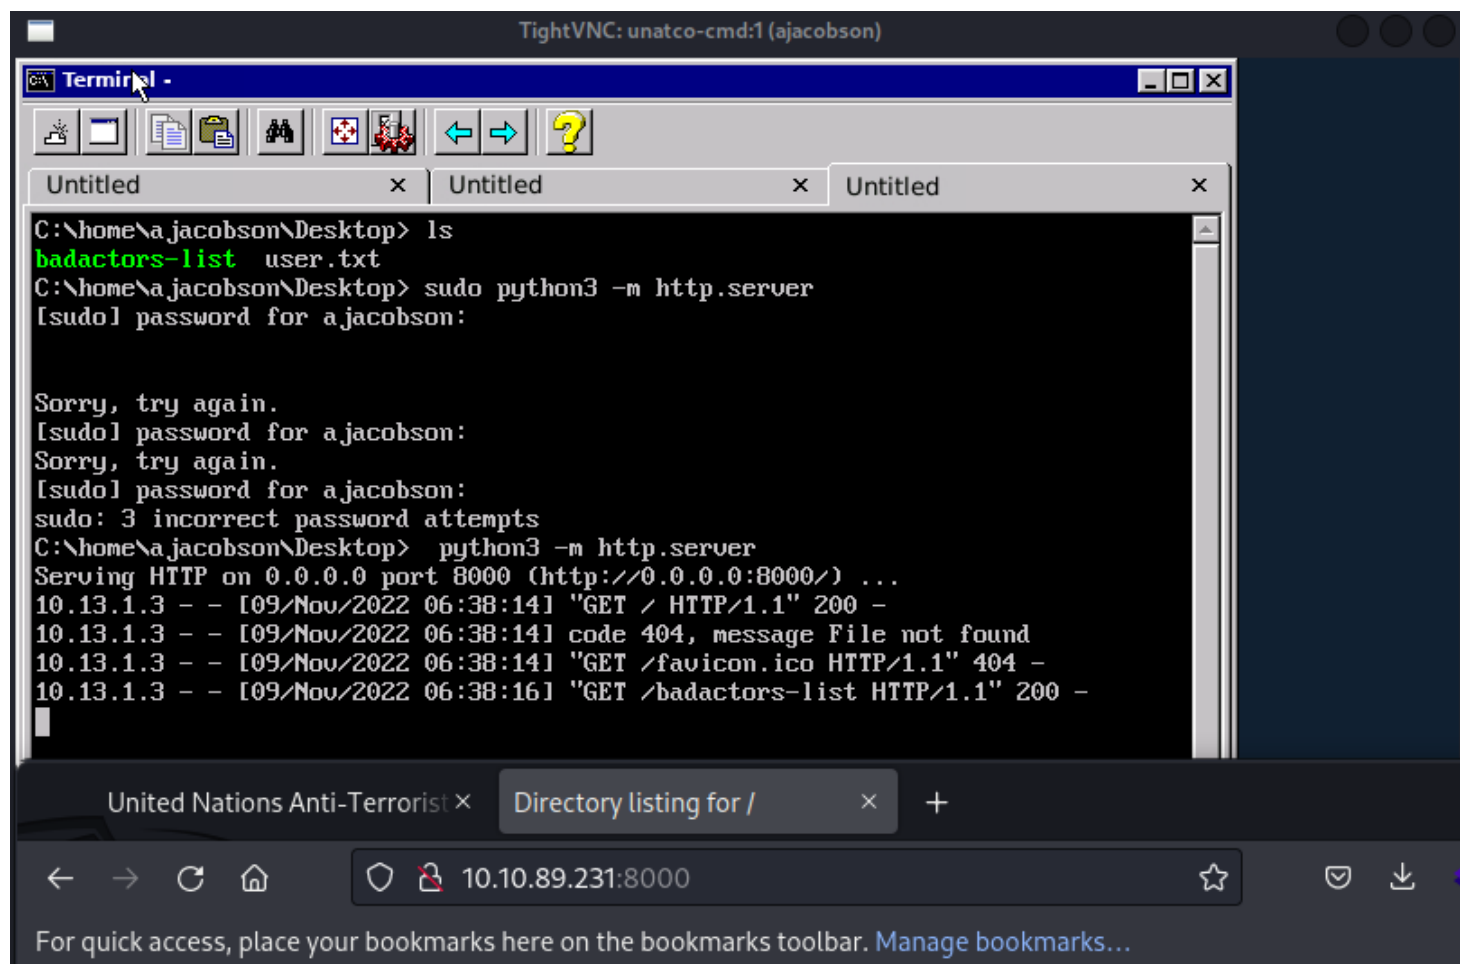 TightVNC: unatco-cmd:1 (ajacobson)
Terminal -
Untitled × Untitled × Untitled ×
C:\home\ajacobson\Desktop> ls
badactors-list user.txt
C:\home\ajacobson\Desktop> sudo python3 -m http.server
[sudo] password for ajacobson:
Sorry, try again.
[sudo] password for ajacobson:
Sorry, try again.
[sudo] password for ajacobson:
sudo: 3 incorrect password attempts
C:\home\ajacobson\Desktop>  python3 -m http.server
Serving HTTP on 0.0.0.0 port 8000 (http://0.0.0.0:8000/) ...
10.13.1.3 - - [09/Nov/2022 06:38:14] "GET / HTTP/1.1" 200 -
10.13.1.3 - - [09/Nov/2022 06:38:14] code 404, message File not found
10.13.1.3 - - [09/Nov/2022 06:38:14] "GET /favicon.ico HTTP/1.1" 404 -
10.13.1.3 - - [09/Nov/2022 06:38:16] "GET /badactors-list HTTP/1.1" 200 -
United Nations Anti-Terrorist × Directory listing for / × +
10.10.89.231:8000
For quick access, place your bookmarks here on the bookmarks toolbar. Manage bookmarks...